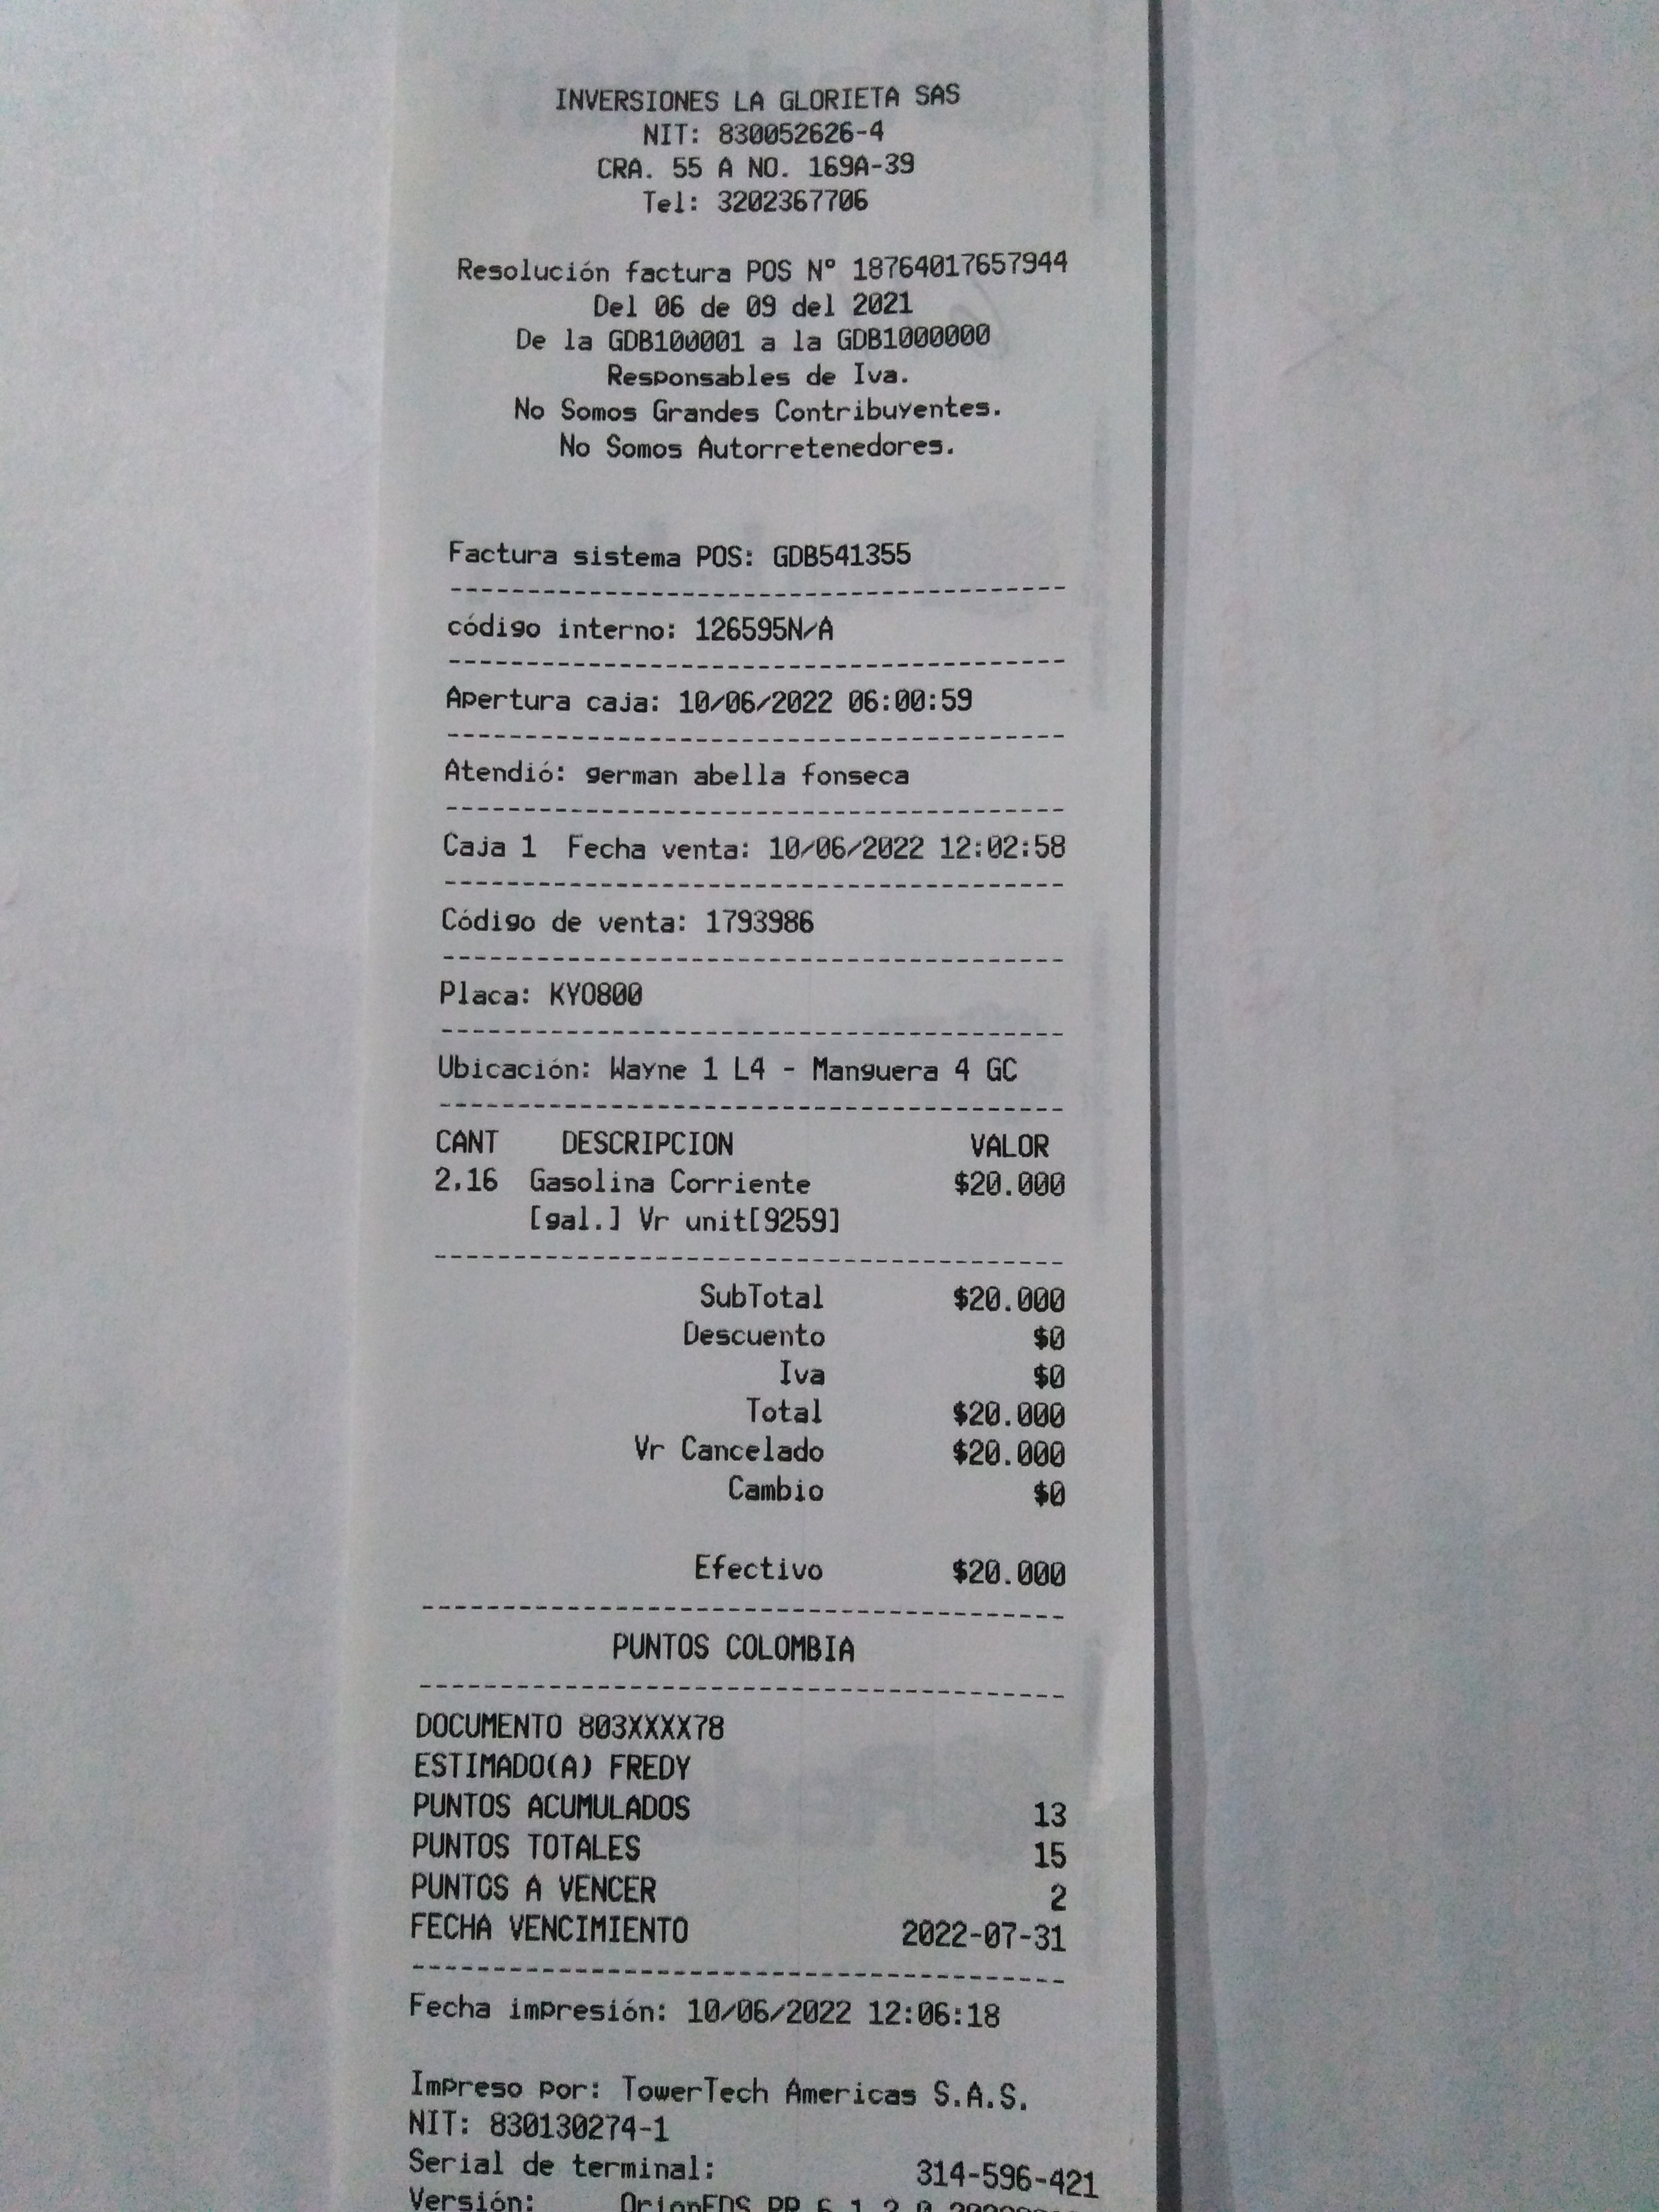 INVERSIONES LA GLORIETA SAS
NIT: 830052626-4
CRA. 55 A NO. 169A-39
Tel: 3202367706
Resolución factura POS Nº 18764017657944
Del 06 de 09 del 2021
De la GDB100001 a la GDB1000000
Responsables de Iva.
No Somos Grandes Contribuyentes.
No Somos Autorretenedores.
Factura sistema POS: GDB541355
----------------------------------------
código interno: 126595N/A
----------------------------------------
Apertura caja: 10/06/2022 06:00:59
----------------------------------------
Atendió: german abella fonseca
----------------------------------------
Caja 1 Fecha venta: 10/06/2022 12:02:58
----------------------------------------
Código de venta: 1793986
----------------------------------------
Placa: KYO800
----------------------------------------
Ubicación: Wayne 1 L4 - Manguera 4 GC
----------------------------------------
CANT DESCRIPCION VALOR
2.16 Gasolina Corriente $20.000
[gal.] Vr unit[9259]
----------------------------------------
SubTotal $20.000
Descuento $0
Iva $0
Total $20.000
Vr Cancelado $20.000
Cambio $0
Efectivo $20.000
----------------------------------------
PUNTOS COLOMBIA
----------------------------------------
DOCUMENTO 803XXXX78
ESTIMADO(A) FREDY
PUNTOS ACUMULADOS 13
PUNTOS TOTALES 15
PUNTOS A VENCER 2
FECHA VENCIMIENTO 2022-07-31
----------------------------------------
Fecha impresión: 10/06/2022 12:06:18
Impreso por: TowerTech Americas S.A.S.
NIT: 830130274-1
Serial de terminal: 314-596-421
Versión: